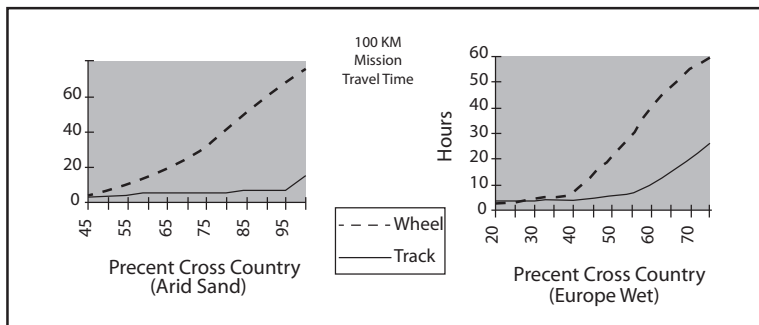 100 KM
Mission
Travel Time
60
40
20
0
45
55
65
75
85
95
Precent Cross Country
(Arid Sand)
Wheel
Track
Hours
60
50
40
30
20
10
0
20
30
40
50
60
70
Precent Cross Country
(Europe Wet)